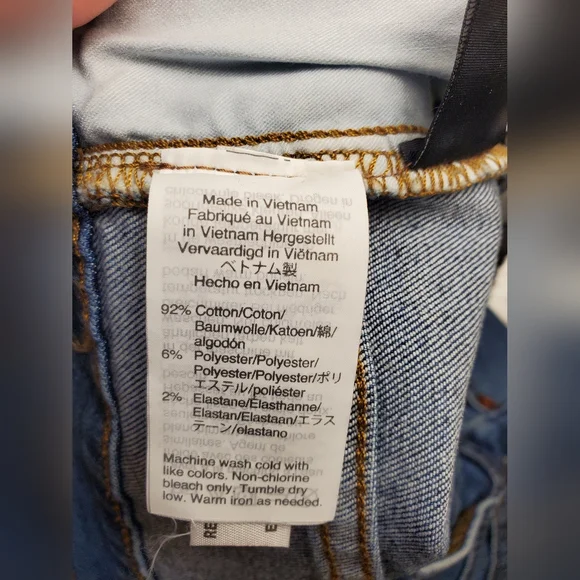 Made in Vietnam
Fabriqué au Vietnam
in Vietnam Hergestellt
Vervaardigd in Viëtnam
ベトナム製
Hecho en Vietnam
92% Cotton/Coton/
Baumwolle/Katoen/綿/
algodón
6% Polyester/Polyester/
Polyester/Polyester/ポリ
エステル/poliéster
2% Elastane/Élasthanne/
Elastan/Elastaan/エラス
テーン/elastano
Machine wash cold with
like colors. Non-chlorine
bleach only. Tumble dry
low. Warm iron as needed.
RE
E